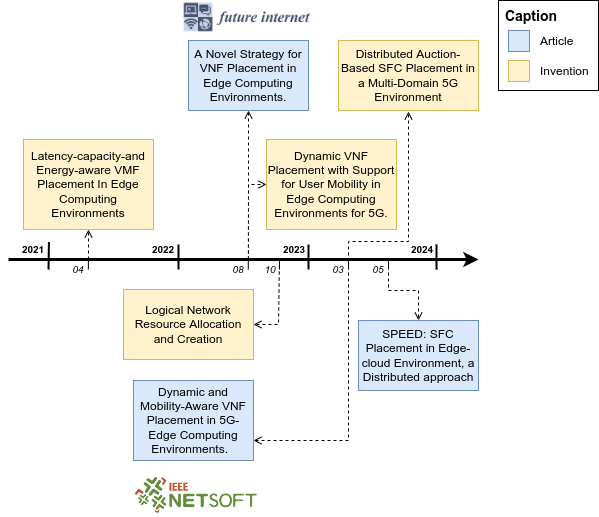 future internet
Caption
Article
Invention
A Novel Strategy for
VNF Placement in
Edge Computing
Environments.
Distributed Auction-
Based SFC Placement in
a Multi-Domain 5G
Environment
Latency-capacity-and
Energy-aware VMF
Placement In Edge
Computing
Environments
Dynamic VNF
Placement with Support
for User Mobility in
Edge Computing
Environments for 5G.
2021
2022
2023
2024
04
08
10
03
05
Logical Network
Resource Allocation
and Creation
SPEED: SFC
Placement in Edge-
cloud Environment, a
Distributed approach
Dynamic and
Mobility-Aware VNF
Placement in 5G-
Edge Computing
Environments.
IEEE
NETSOFT